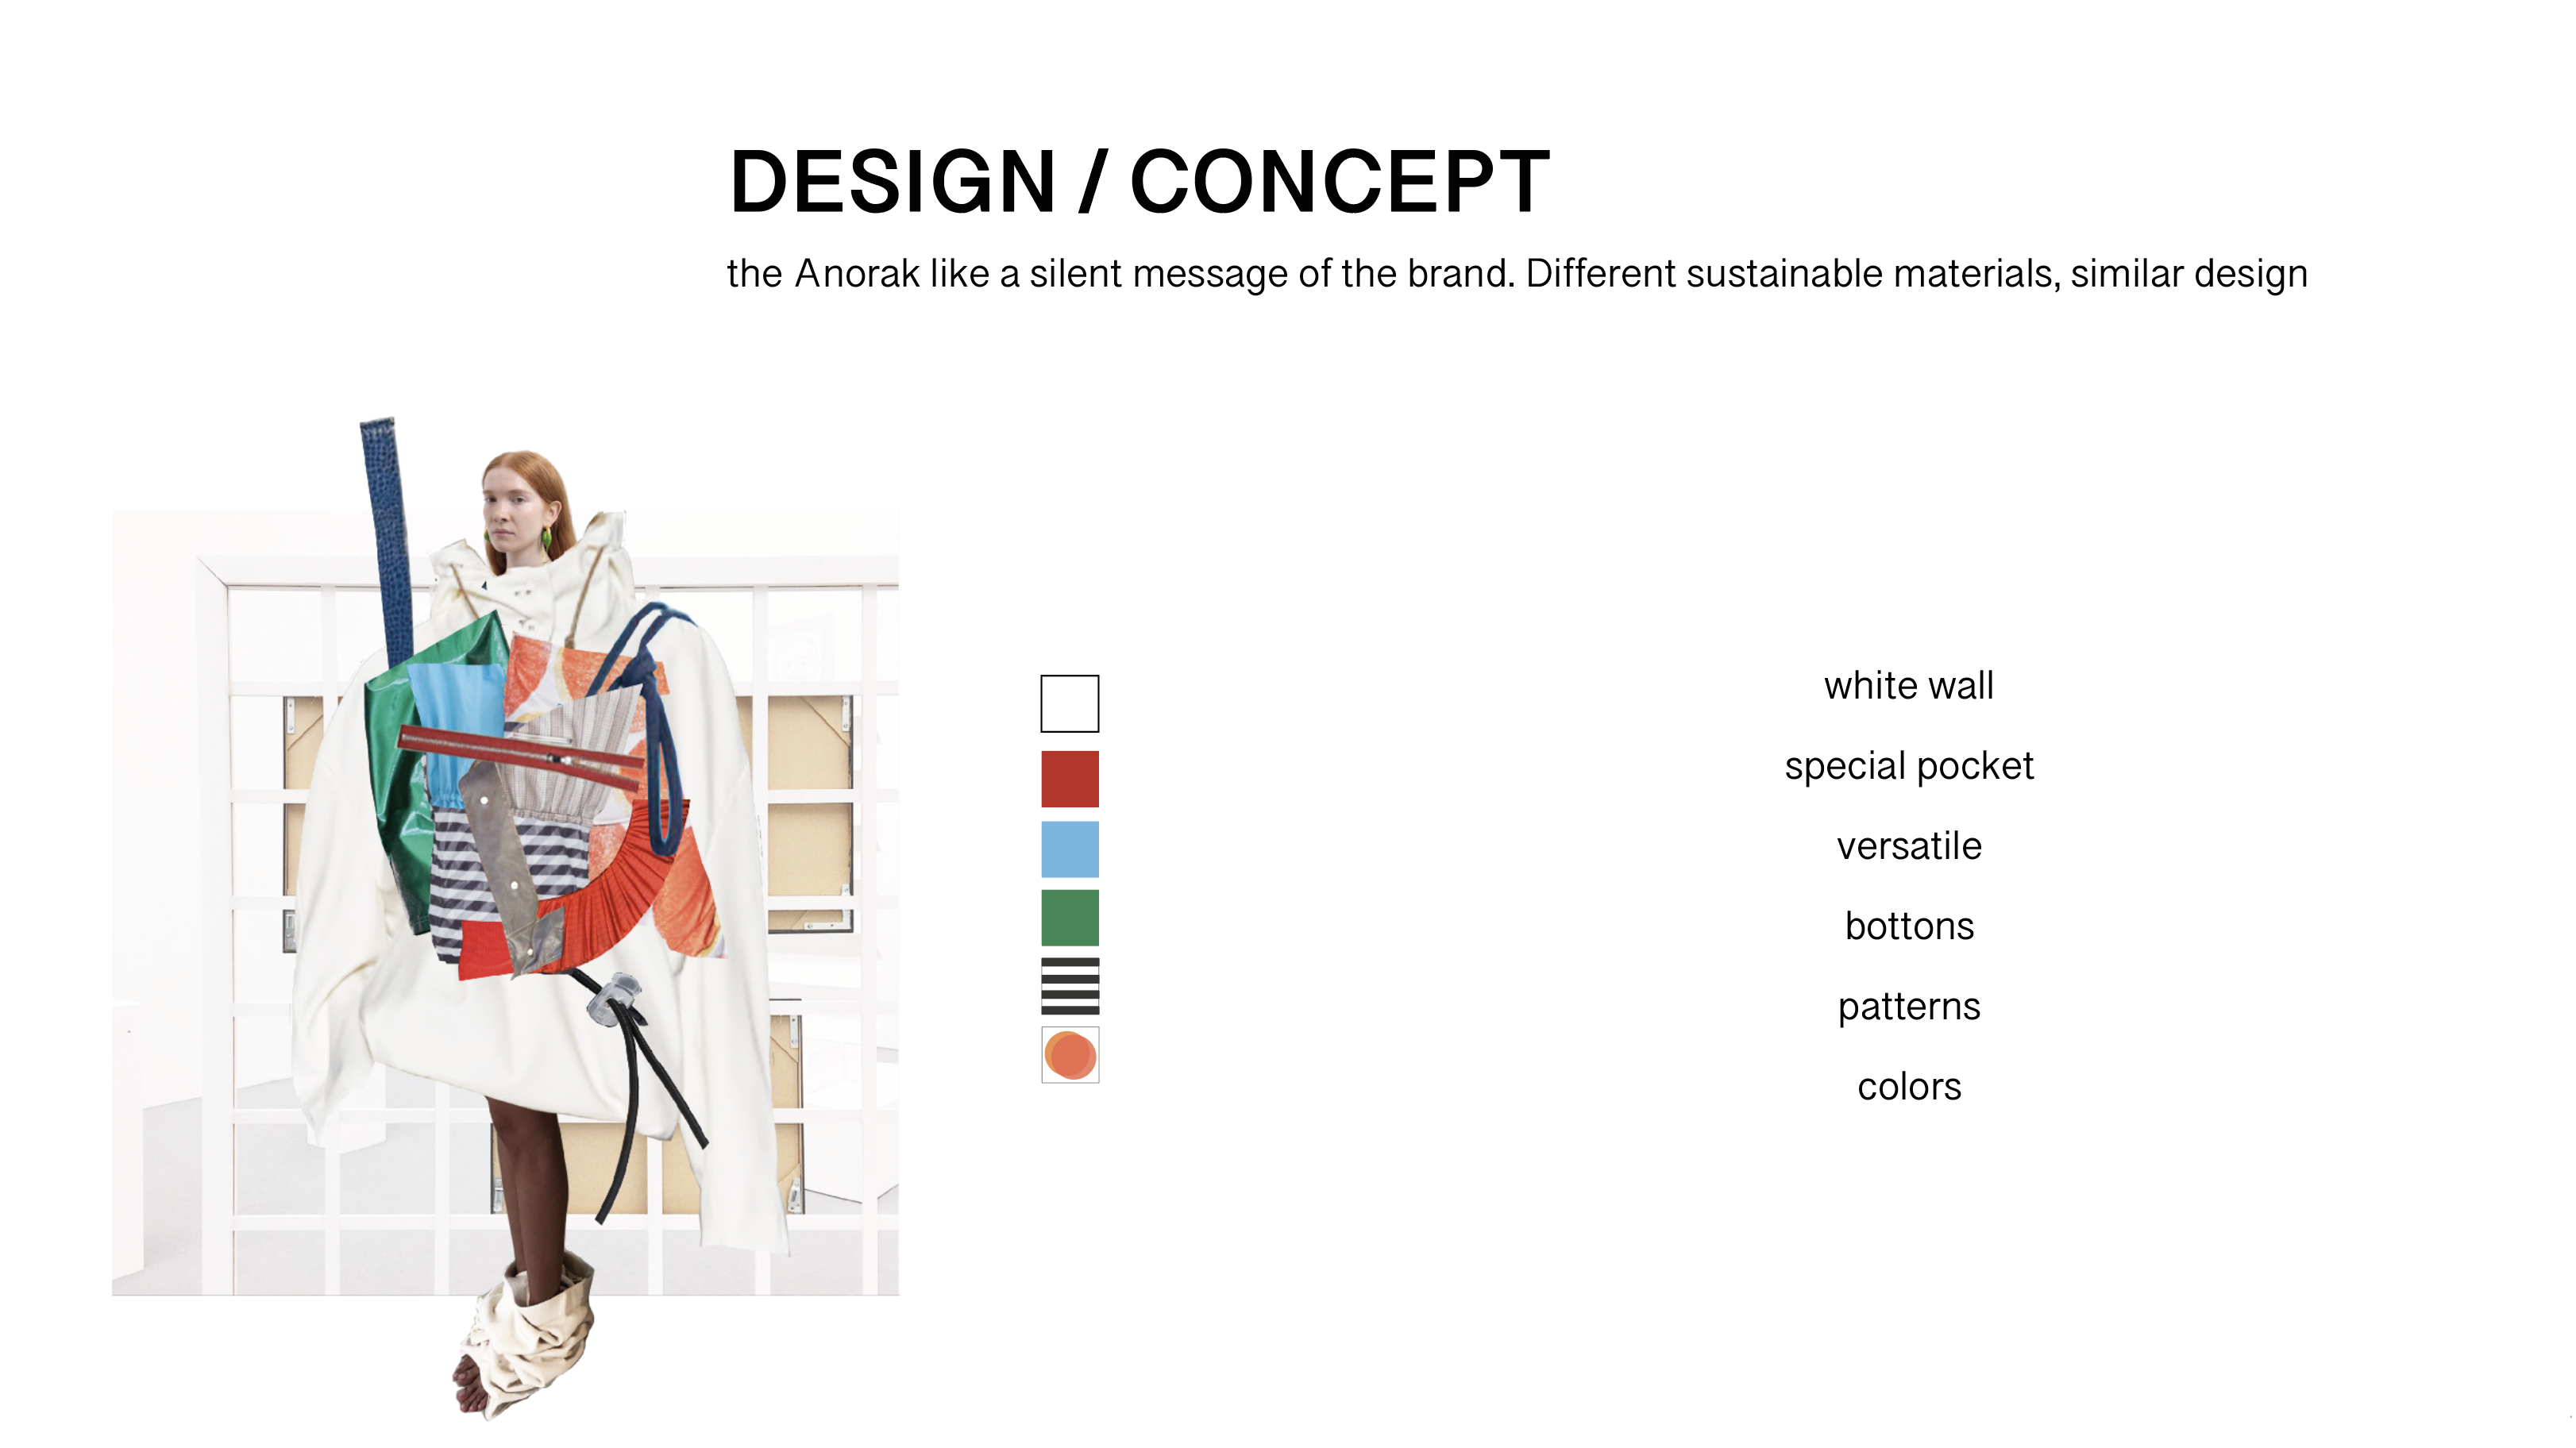 DESIGN / CONCEPT
the Anorak like a silent message of the brand. Different sustainable materials, similar design
white wall
special pocket
versatile
bottons
patterns
colors